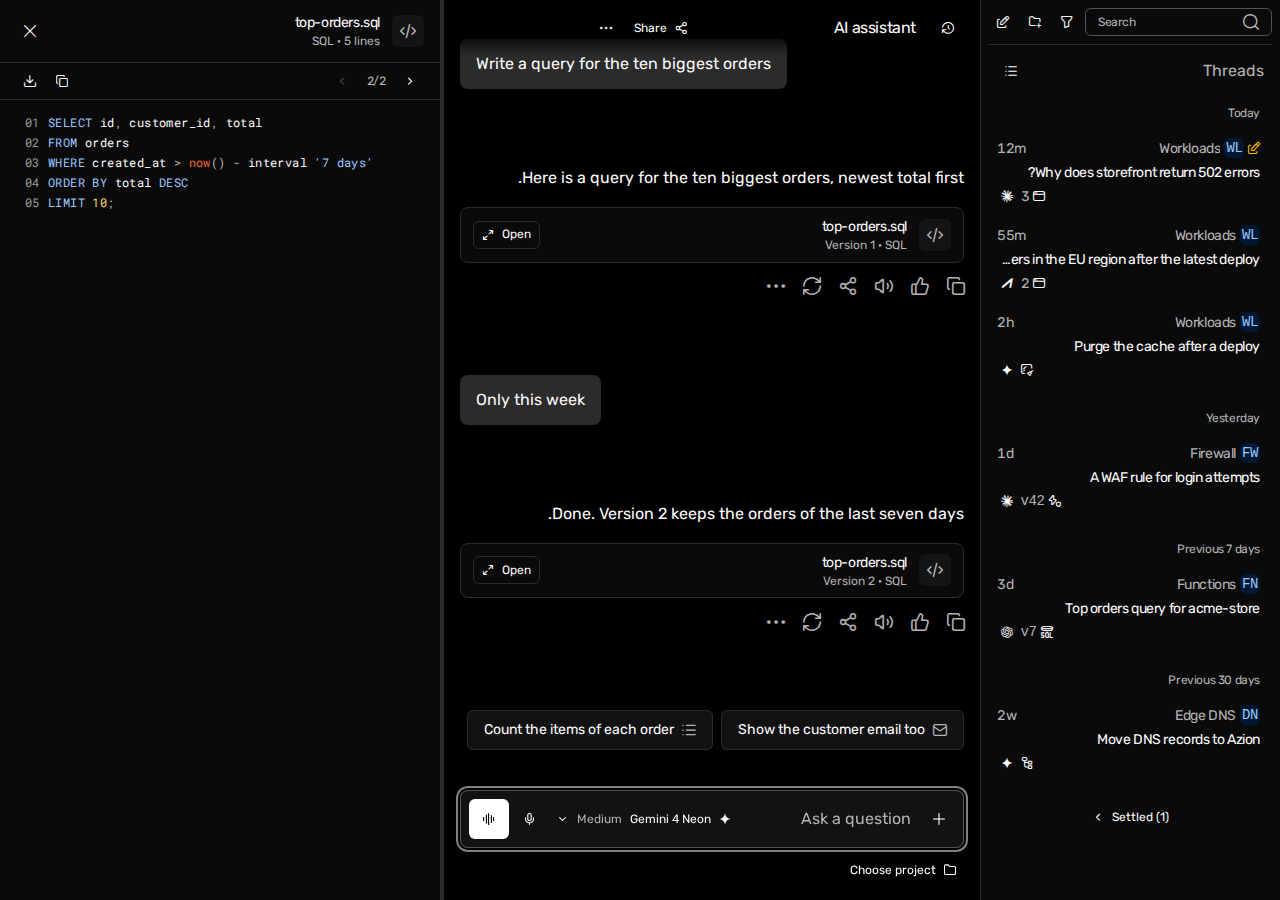 top-orders.sql
SQL • 5 lines
2/2
01 SELECT id, customer_id, total
02 FROM orders
03 WHERE created_at > now() - interval '7 days'
04 ORDER BY total DESC
05 LIMIT 10;
AI assistant
Share
Write a query for the ten biggest orders
Here is a query for the ten biggest orders, newest total first.
top-orders.sql
Version 1 • SQL
Open
Only this week
Done. Version 2 keeps the orders of the last seven days.
top-orders.sql
Version 2 • SQL
Open
Count the items of each order
Show the customer email too
Medium Gemini 4 Neon
Ask a question
Choose project
Search
Threads
Today
12m Workloads WL
Why does storefront return 502 errors?
3
55m Workloads WL
...ers in the EU region after the latest deploy
2
2h Workloads WL
Purge the cache after a deploy
Yesterday
1d Firewall FW
A WAF rule for login attempts
v42
Previous 7 days
3d Functions FN
Top orders query for acme-store
v7
Previous 30 days
2w Edge DNS DN
Move DNS records to Azion
Settled (1)